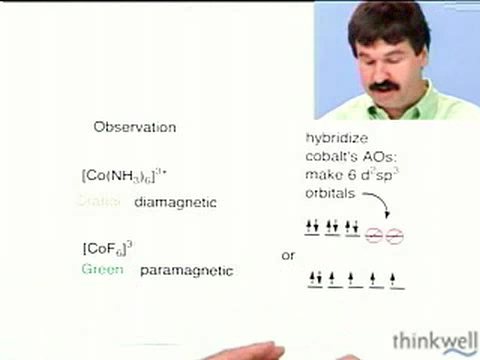 Observation
hybridize
cobalt's AOs:
make 6 d²sp³
orbitals
[Co(NH₃)₆]³⁺
diamagnetic
[CoF₆]³
Green paramagnetic
or
thinkwell